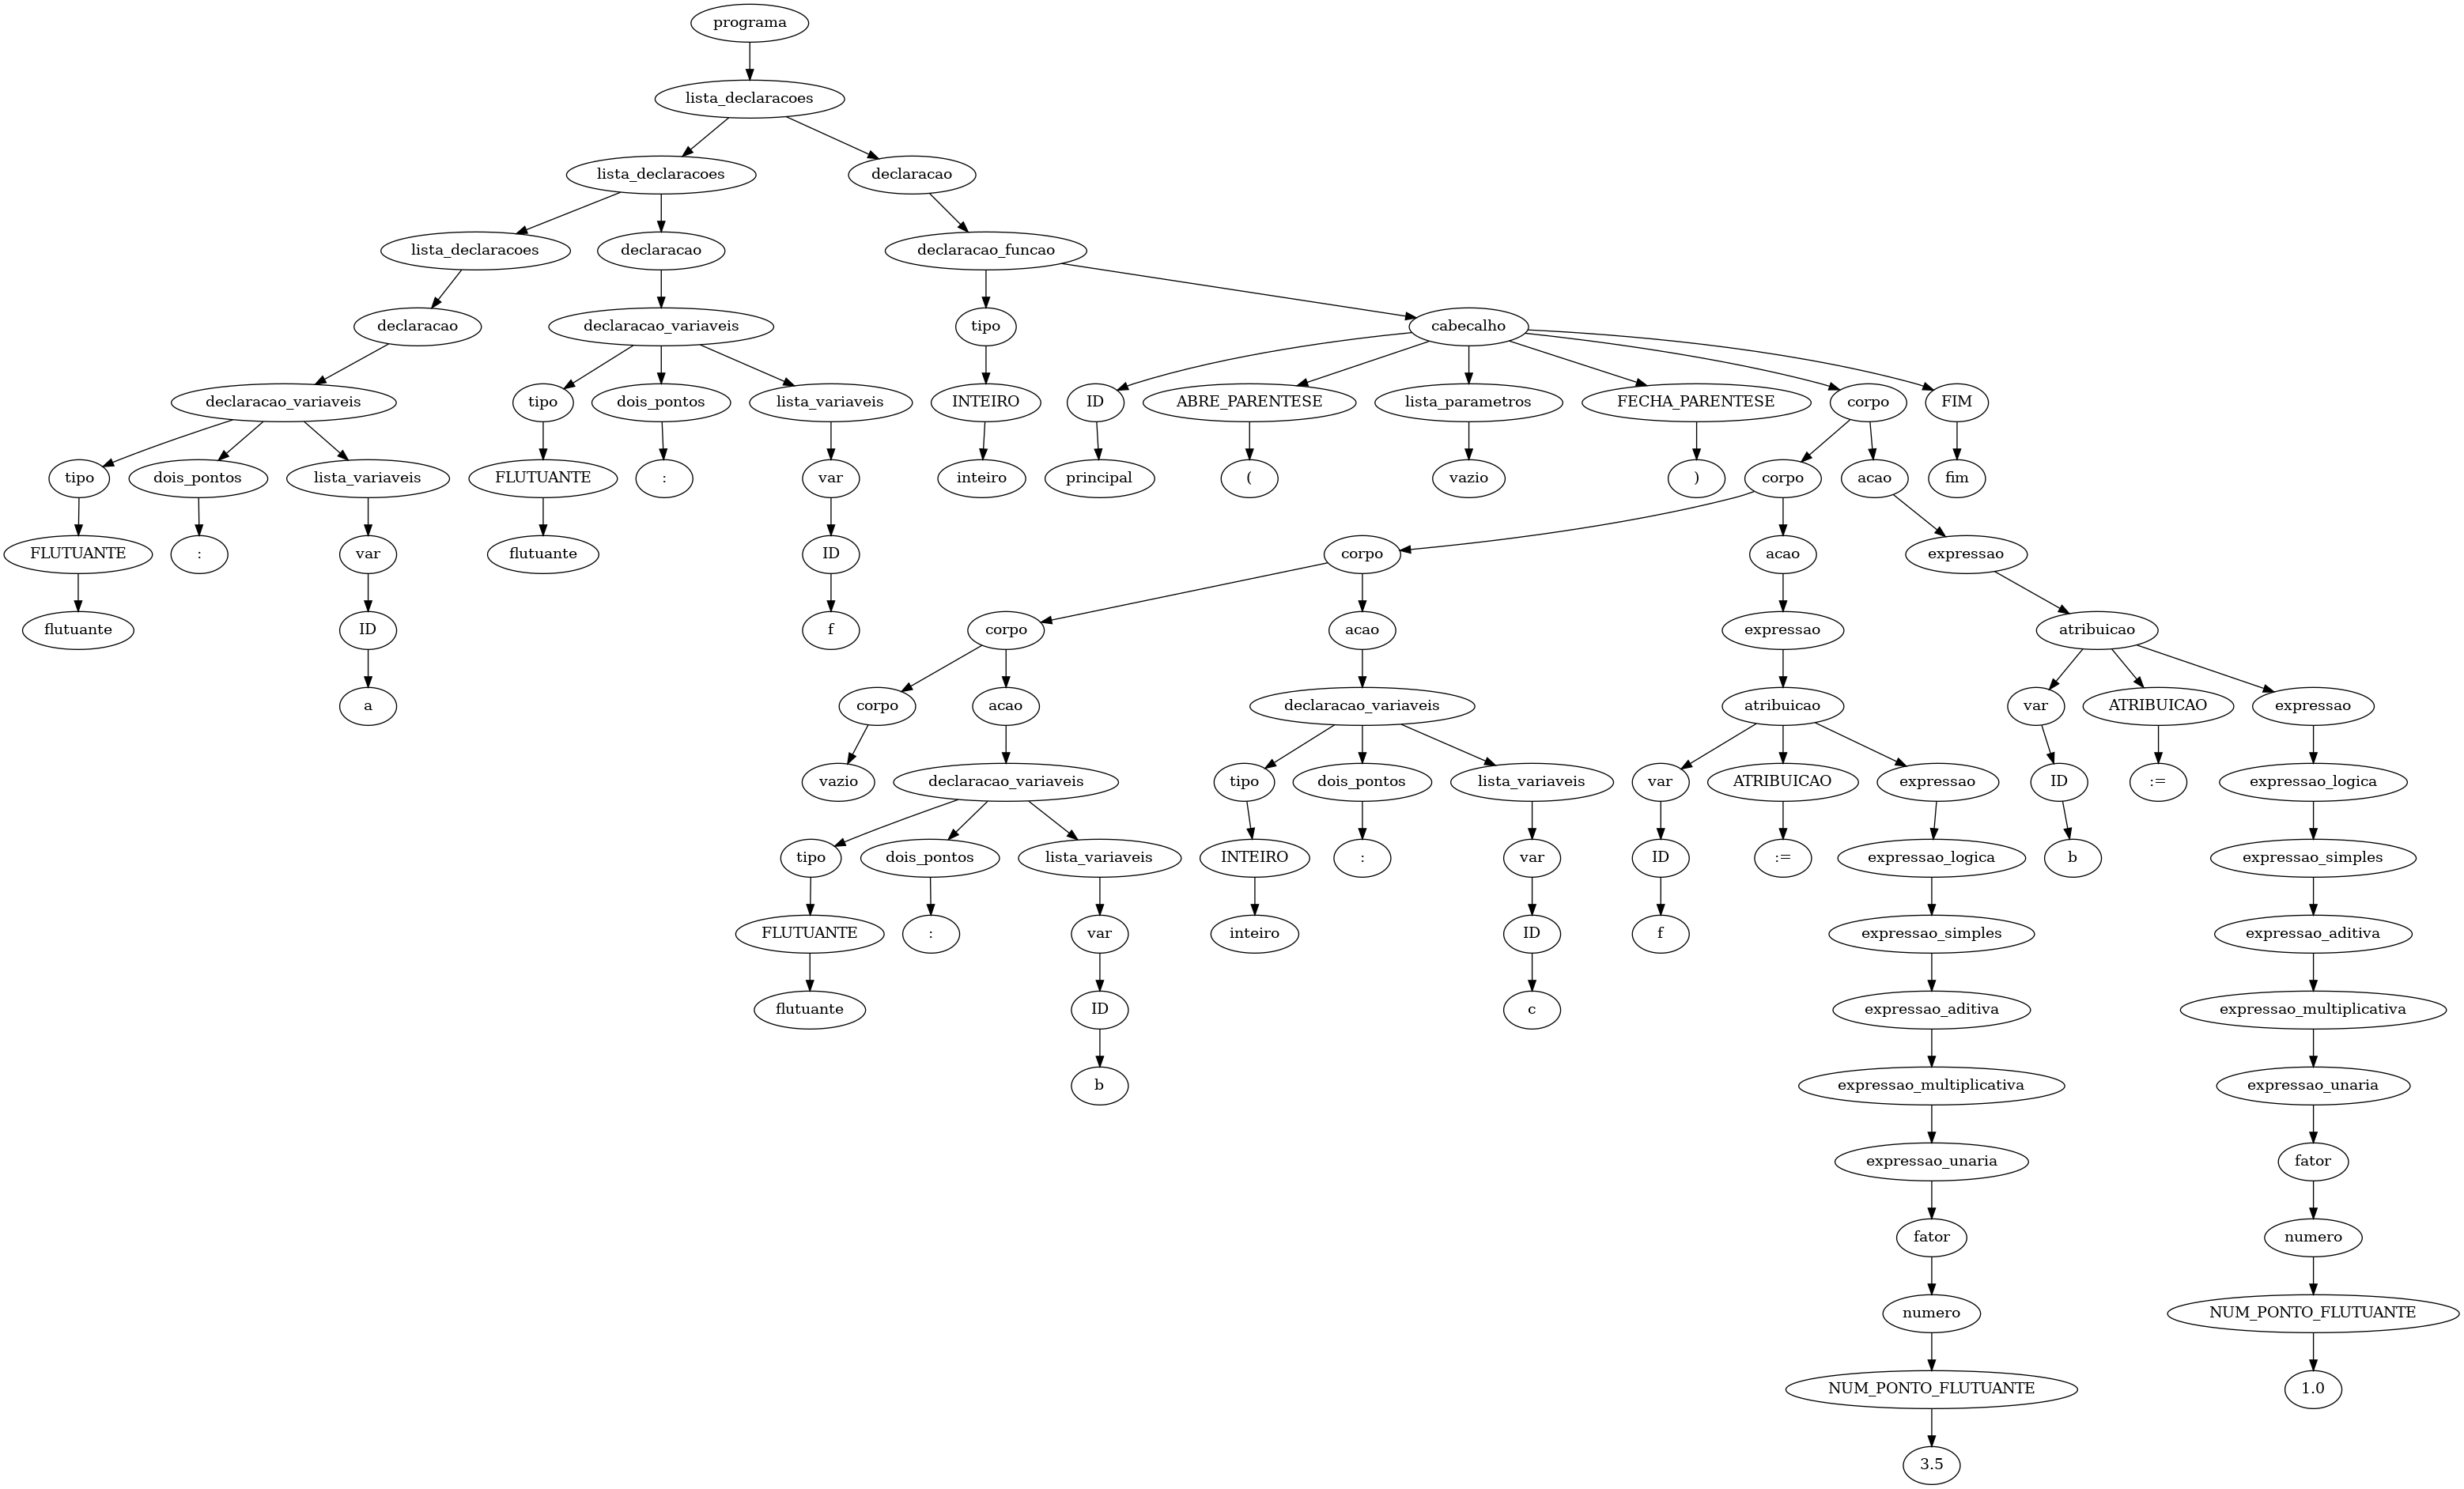 programa
lista_declaracoes
lista_declaracoes declaracao
lista_declaracoes declaracao declaracao_funcao
declaracao declaracao_variaveis tipo cabecalho
declaracao_variaveis tipo dois_pontos lista_variaveis INTEIRO ID ABRE_PARENTESE lista_parametros FECHA_PARENTESE corpo FIM
tipo dois_pontos lista_variaveis FLUTUANTE : var inteiro principal ( vazio ) corpo acao fim
FLUTUANTE : var flutuante ID corpo acao expressao
flutuante ID f corpo acao expressao atribuicao
a corpo acao declaracao_variaveis atribuicao var ATRIBUICAO expressao
vazio declaracao_variaveis tipo dois_pontos lista_variaveis var ATRIBUICAO expressao ID := expressao_logica
tipo dois_pontos lista_variaveis INTEIRO : var ID := expressao_logica b expressao_simples
FLUTUANTE : var inteiro ID f expressao_simples expressao_aditiva
flutuante ID c expressao_aditiva expressao_multiplicativa
b expressao_multiplicativa expressao_unaria
expressao_unaria fator
fator numero
numero NUM_PONTO_FLUTUANTE
NUM_PONTO_FLUTUANTE 1.0
3.5